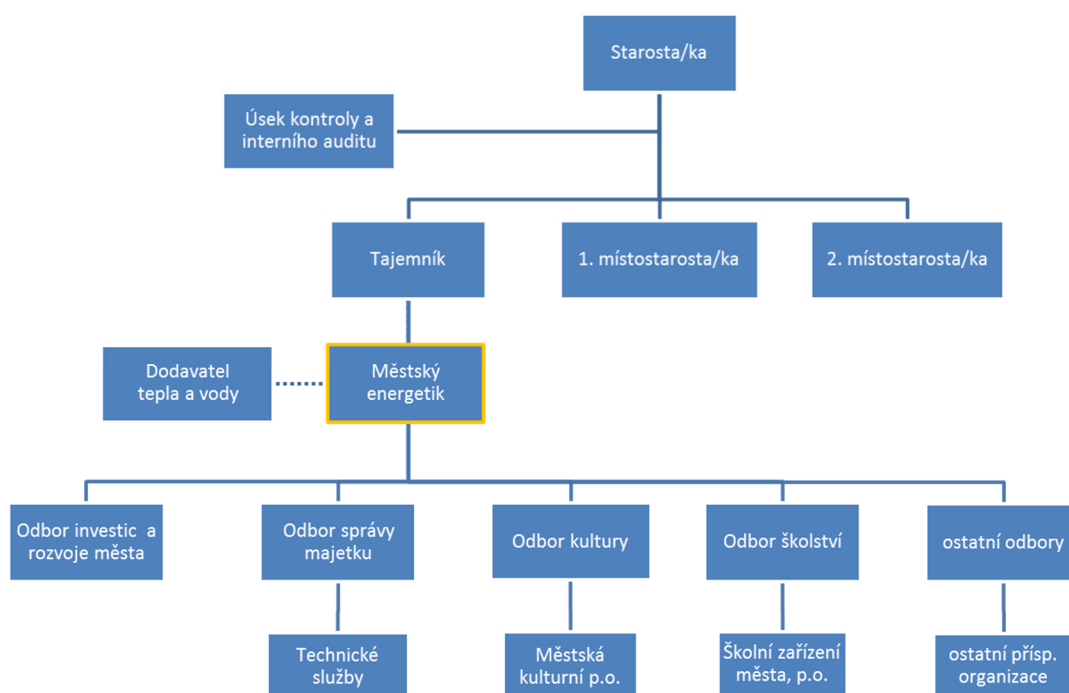 Starosta/ka
Úsek kontroly a
interního auditu
Tajemník
1. místostarosta/ka
2. místostarosta/ka
Dodavatel
tepla a vody
Městský
energetik
Odbor investic a
rozvoje města
Odbor správy
majetku
Odbor kultury
Odbor školství
ostatní odbory
Technické
služby
Městská
kulturní p.o.
Školní zařízení
města, p.o.
ostatní přísp.
organizace